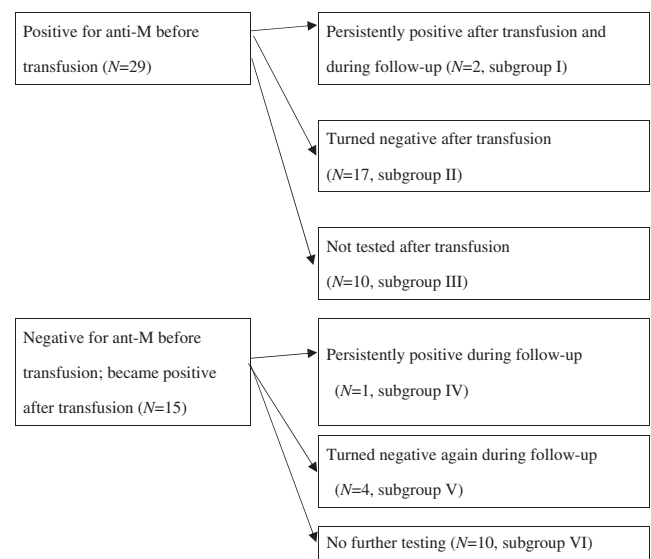 Positive for anti-M before
transfusion (N=29)
Persistently positive after transfusion and
during follow-up (N=2, subgroup I)
Turned negative after transfusion
(N=17, subgroup II)
Not tested after transfusion
(N=10, subgroup III)
Negative for ant-M before
transfusion; became positive
after transfusion (N=15)
Persistently positive during follow-up
(N=1, subgroup IV)
Turned negative again during follow-up
(N=4, subgroup V)
No further testing (N=10, subgroup VI)